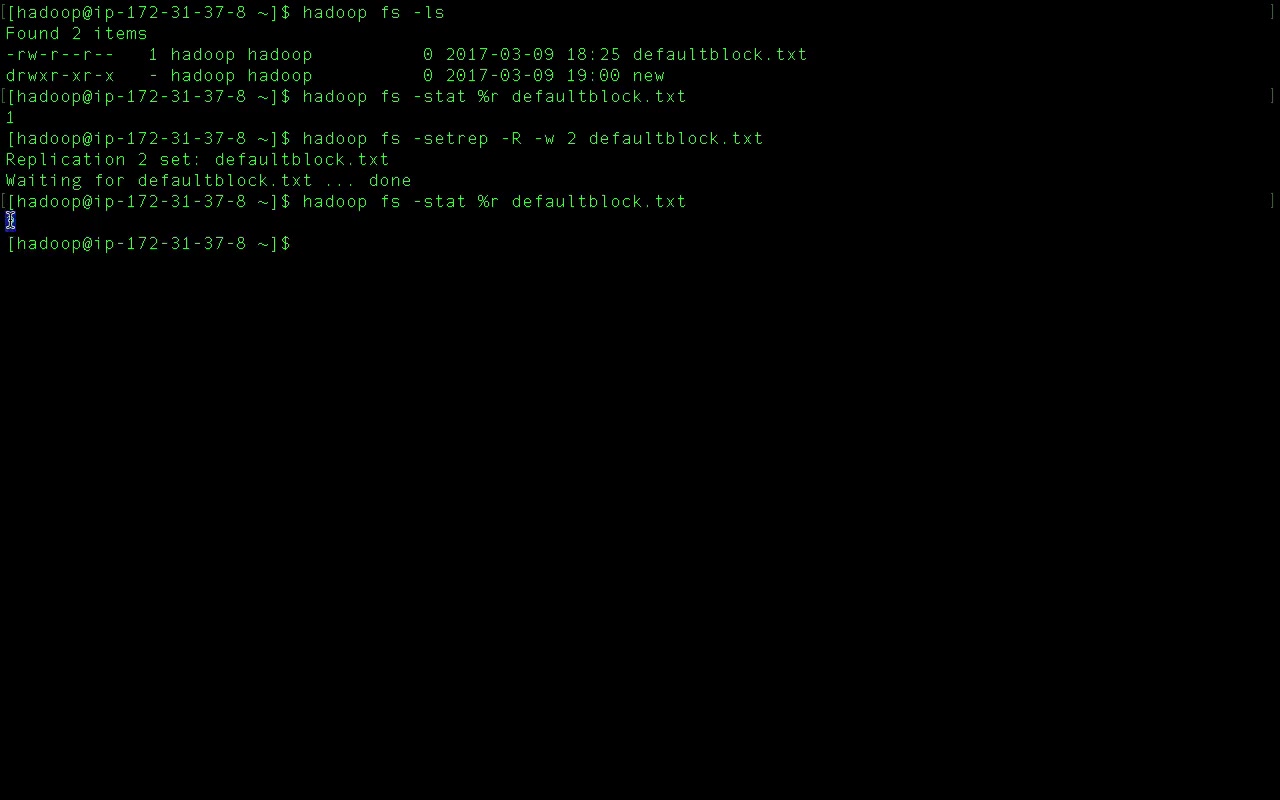 [[hadoop@ip-172-31-37-8 ~]$ hadoop fs -ls ]
Found 2 items
-rw-r--r--   1 hadoop hadoop          0 2017-03-09 18:25 defaultblock.txt
drwxr-xr-x   - hadoop hadoop          0 2017-03-09 19:00 new
[[hadoop@ip-172-31-37-8 ~]$ hadoop fs -stat %r defaultblock.txt ]
1
[hadoop@ip-172-31-37-8 ~]$ hadoop fs -setrep -R -w 2 defaultblock.txt
Replication 2 set: defaultblock.txt
Waiting for defaultblock.txt ... done
[[hadoop@ip-172-31-37-8 ~]$ hadoop fs -stat %r defaultblock.txt ]
[hadoop@ip-172-31-37-8 ~]$